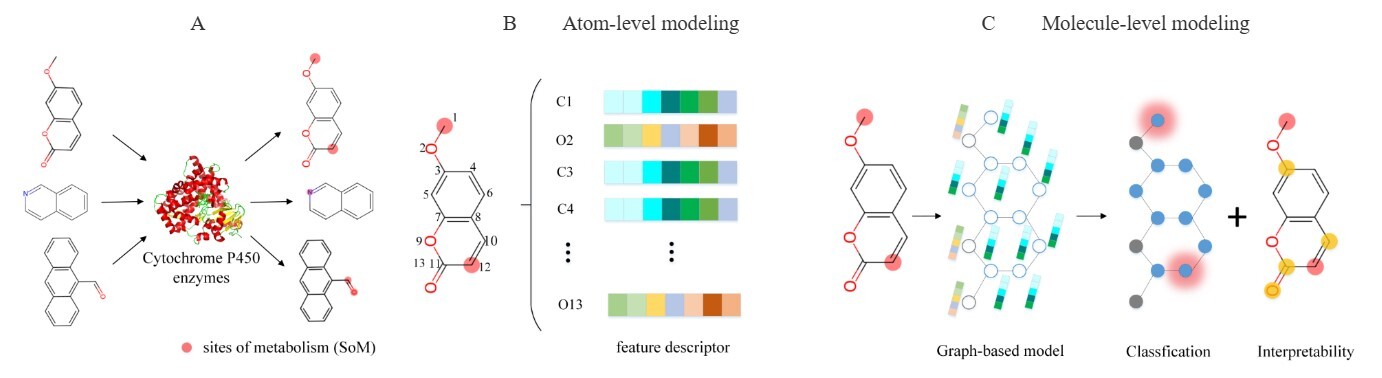 A
B Atom-level modeling
C Molecule-level modeling
O
O
O
N
N
O
O
O
O
Cytochrome P450
enzymes
sites of metabolism (SoM)
1
2 O
3
4
5
6
7
8
9 O
10
13 11
12
O
C1
O2
C3
C4
O13
feature descriptor
O
O
O
Graph-based model
Classfication
+
O
O
O
Interpretability